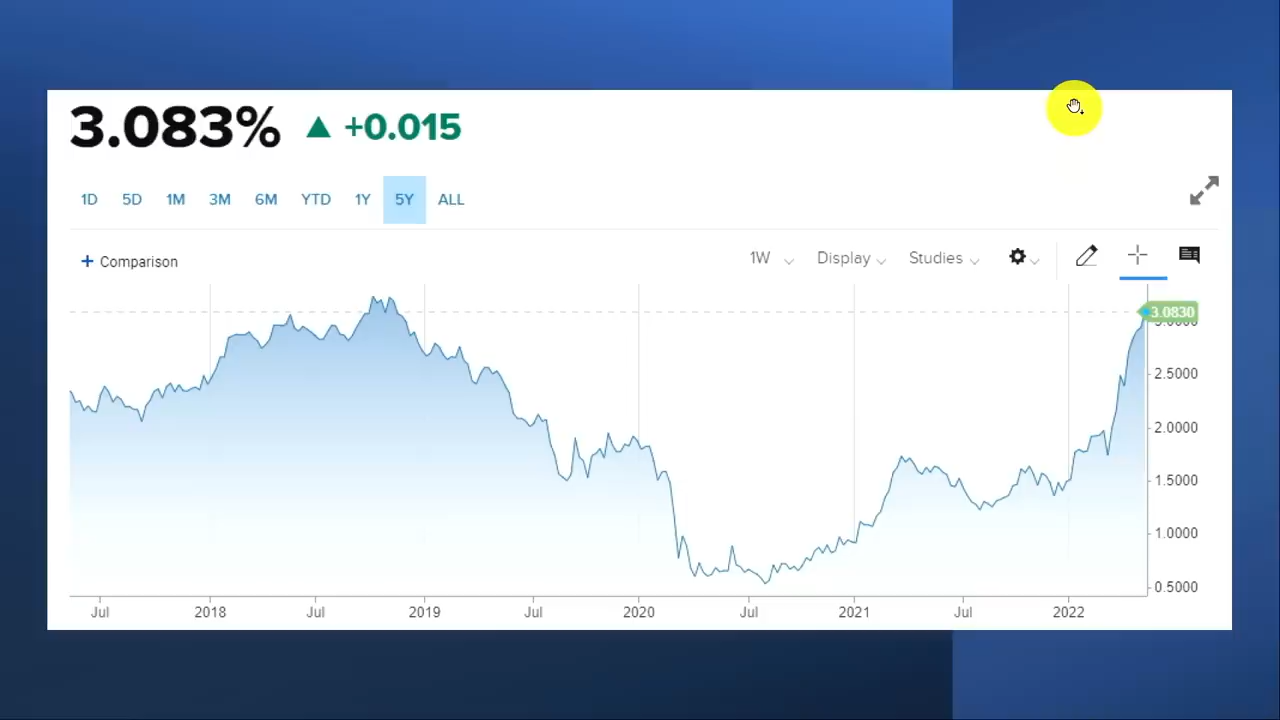 3.083% ▲ +0.015
1D 5D 1M 3M 6M YTD 1Y 5Y ALL
+ Comparison 1W Display Studies
3.0830
3.0000
2.5000
2.0000
1.5000
1.0000
0.5000
Jul 2018 Jul 2019 Jul 2020 Jul 2021 Jul 2022